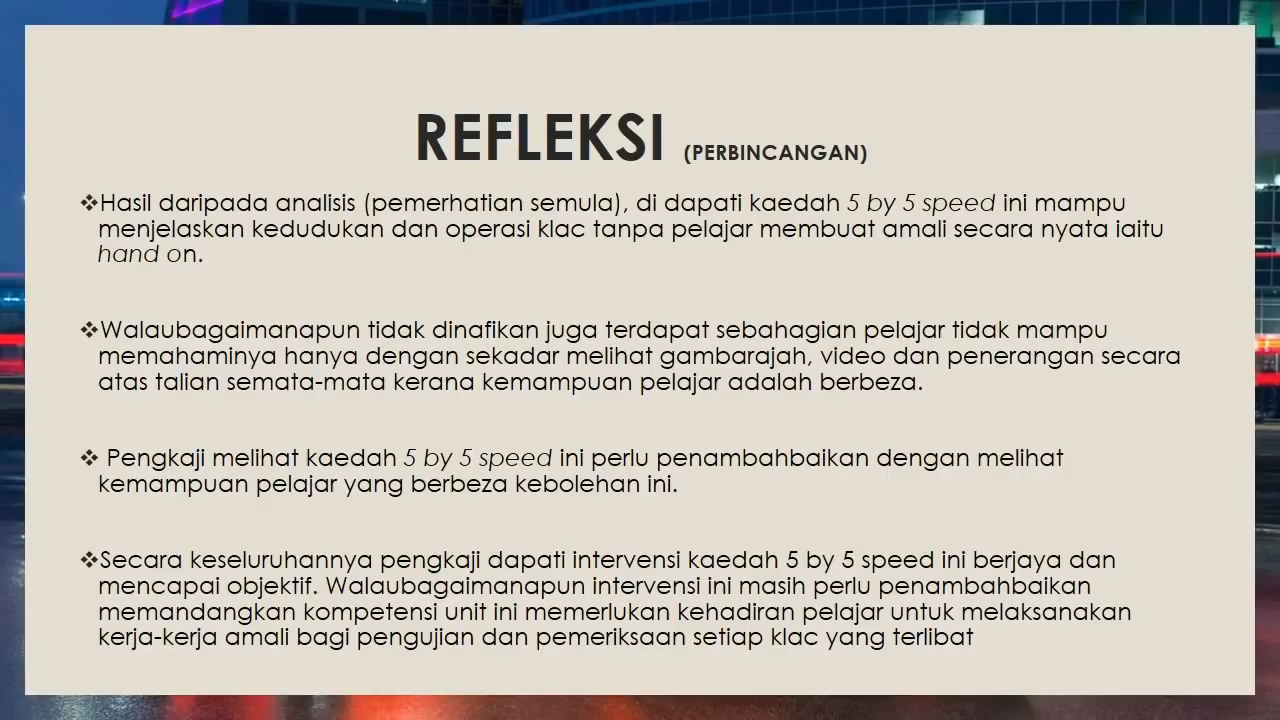 REFLEKSI (PERBINCANGAN)
❖Hasil daripada analisis (pemerhatian semula), di dapati kaedah 5 by 5 speed ini mampu
menjelaskan kedudukan dan operasi klac tanpa pelajar membuat amali secara nyata iaitu
hand on.
❖Walaubagaimanapun tidak dinafikan juga terdapat sebahagian pelajar tidak mampu
memahaminya hanya dengan sekadar melihat gambarajah, video dan penerangan secara
atas talian semata-mata kerana kemampuan pelajar adalah berbeza.
❖ Pengkaji melihat kaedah 5 by 5 speed ini perlu penambahbaikan dengan melihat
kemampuan pelajar yang berbeza kebolehan ini.
❖Secara keseluruhannya pengkaji dapati intervensi kaedah 5 by 5 speed ini berjaya dan
mencapai objektif. Walaubagaimanapun intervensi ini masih perlu penambahbaikan
memandangkan kompetensi unit ini memerlukan kehadiran pelajar untuk melaksanakan
kerja-kerja amali bagi pengujian dan pemeriksaan setiap klac yang terlibat